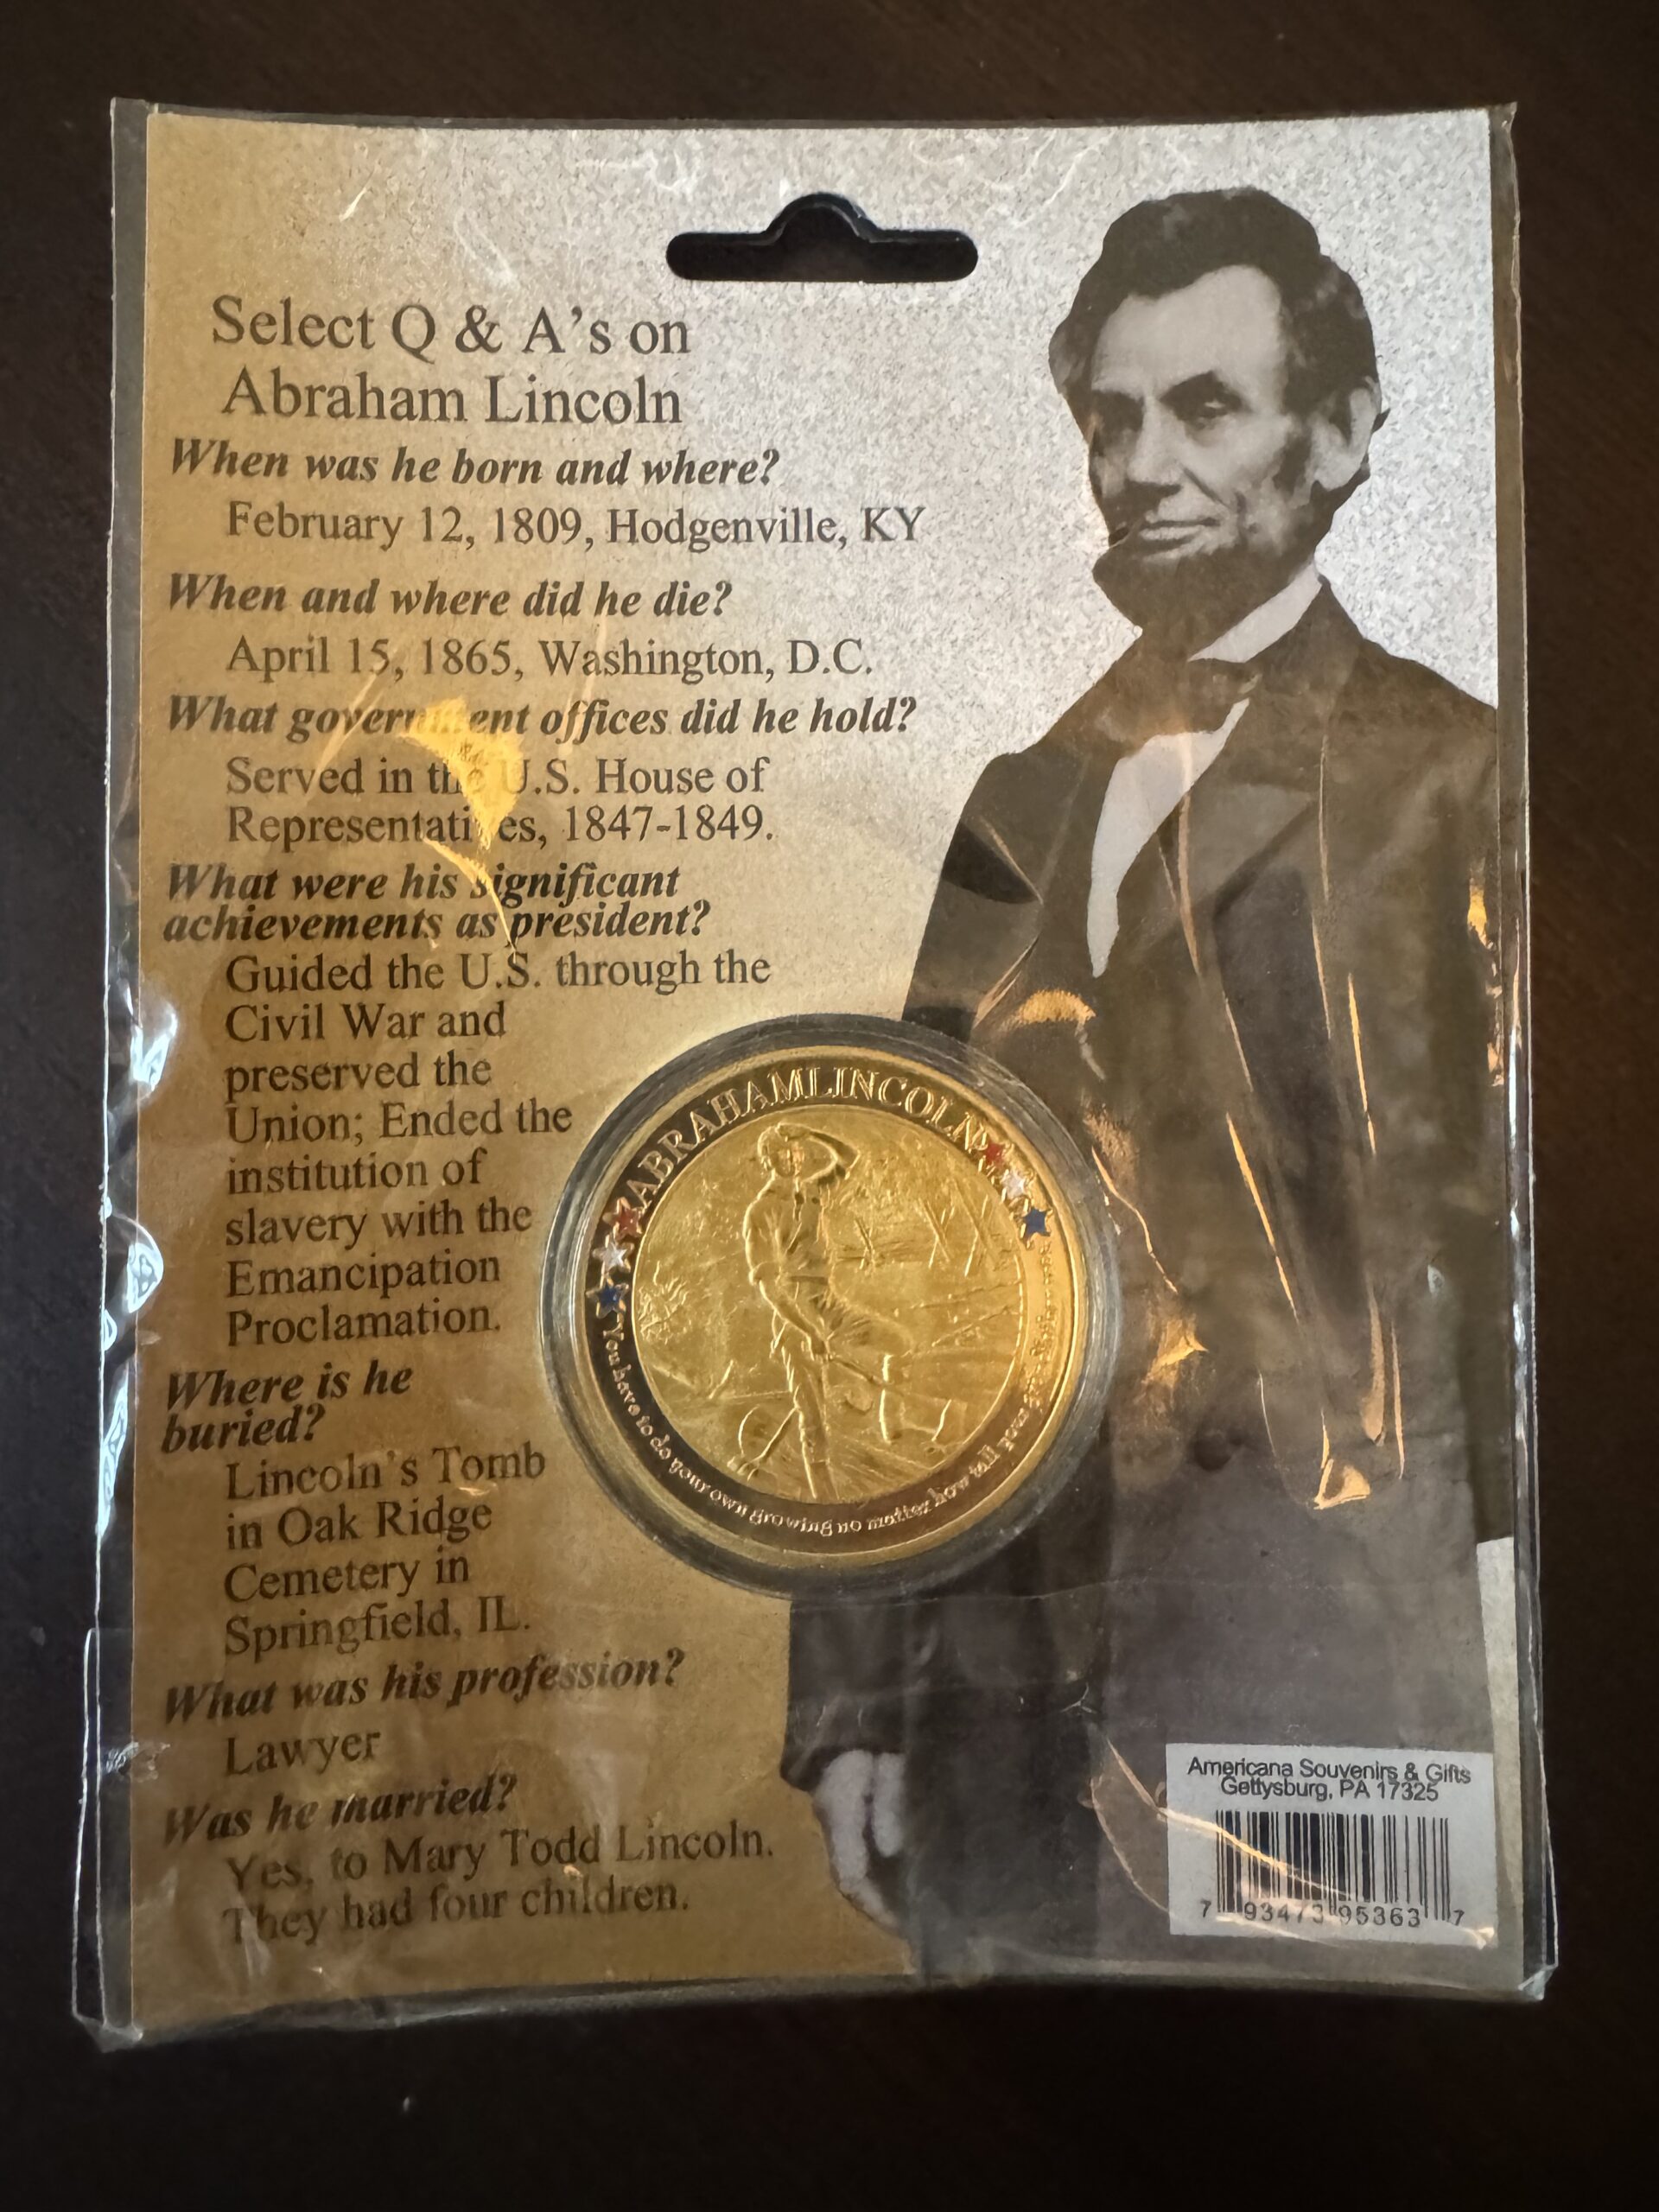 Select Q & A's on
Abraham Lincoln
When was he born and where?
February 12, 1809, Hodgenville, KY
When and where did he die?
April 15, 1865, Washington, D.C.
What government offices did he hold?
Served in the U.S. House of
Representatives, 1847-1849.
What were his significant
achievements as president?
Guided the U.S. through the
Civil War and
preserved the
Union; Ended the
institution of
slavery with the
Emancipation
Proclamation.
Where is he
buried?
Lincoln's Tomb
in Oak Ridge
Cemetery in
Springfield, IL.
What was his profession?
Lawyer
Was he married?
Yes, to Mary Todd Lincoln.
They had four children.
ABRAHAM LINCOLN
You have to do your own growing no matter how tall your
Americana Souvenirs & Gifts
Gettysburg, PA 17325
7 93473 95363 7